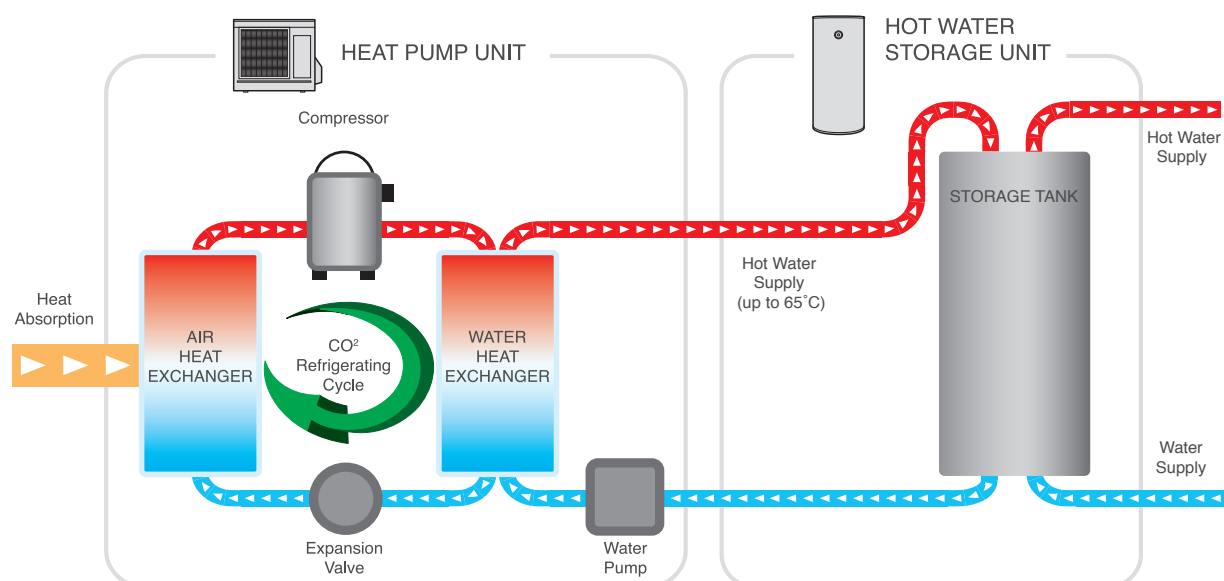 HEAT PUMP UNIT
HOT WATER
STORAGE UNIT
Compressor
Hot Water
Supply
STORAGE TANK
Hot Water
Supply
(up to 65˚C)
Heat
Absorption
AIR
HEAT
EXCHANGER
CO²
Refrigerating
Cycle
WATER
HEAT
EXCHANGER
Water
Supply
Expansion
Valve
Water
Pump